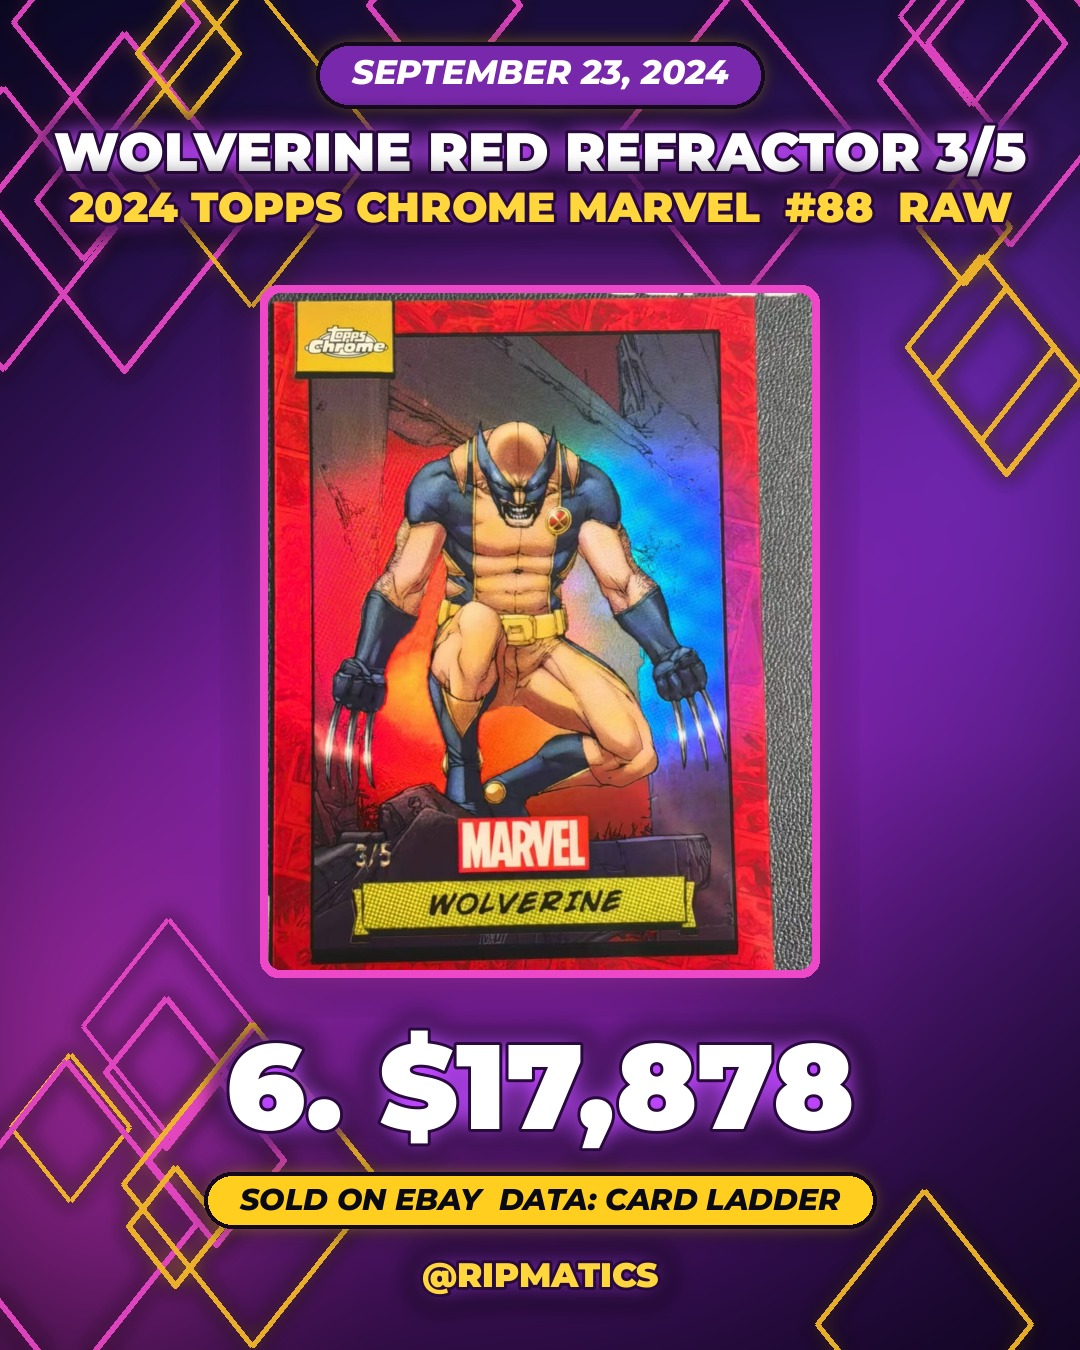 SEPTEMBER 23, 2024
WOLVERINE RED REFRACTOR 3/5
2024 TOPPS CHROME MARVEL #88 RAW
topps
Chrome
3/5
MARVEL
WOLVERINE
6. $17,878
SOLD ON EBAY DATA: CARD LADDER
@RIPMATICS